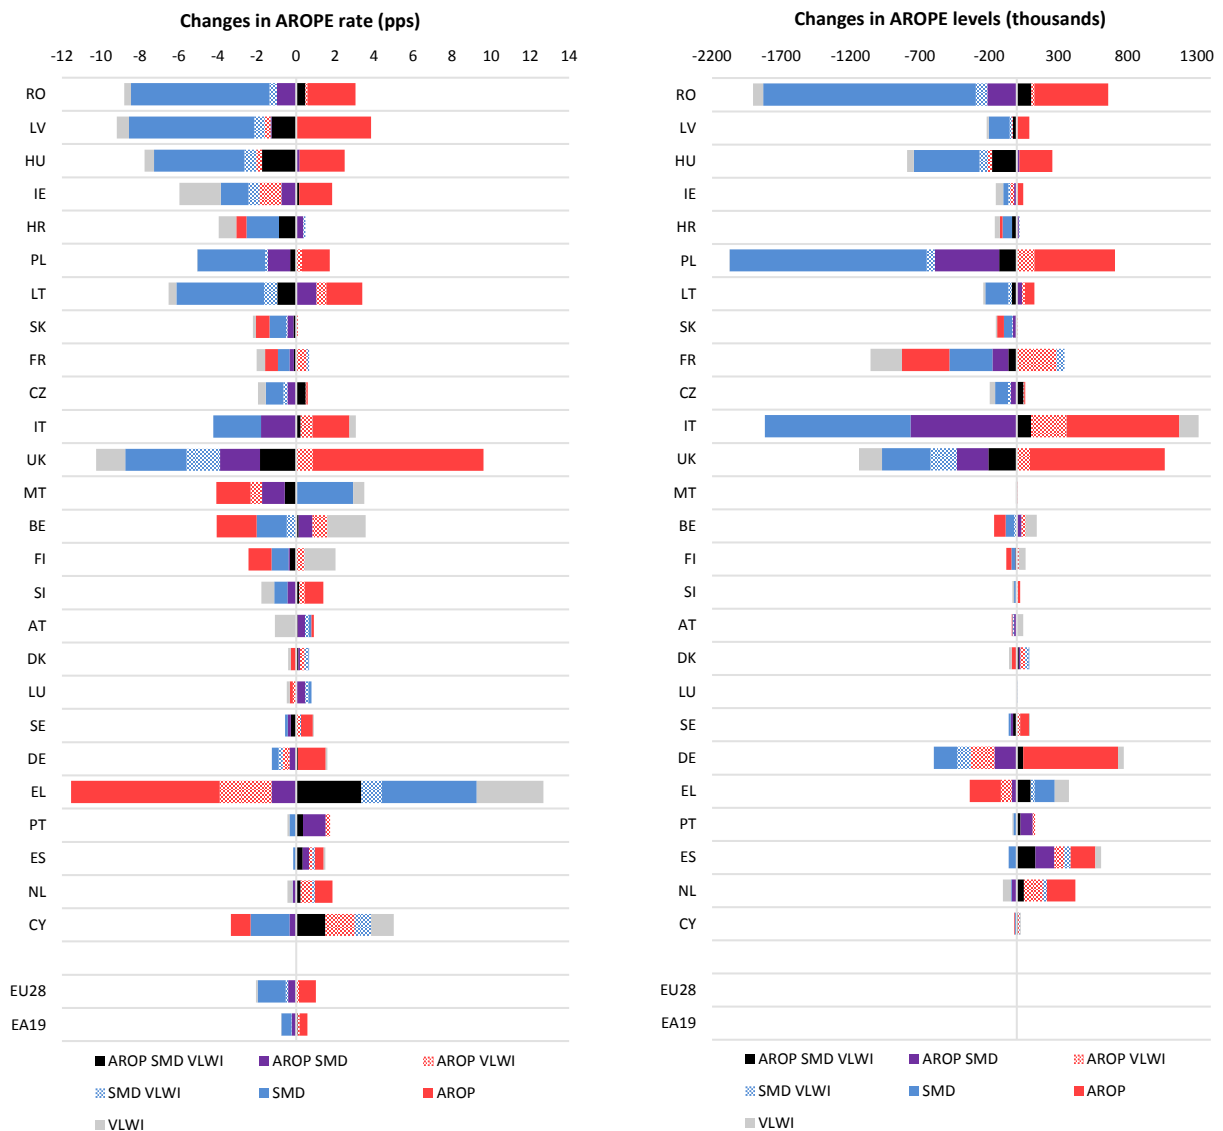 Changes in AROPE rate (pps)
-12 -10 -8 -6 -4 -2 0 2 4 6 8 10 12 14
RO
LV
HU
IE
HR
PL
LT
SK
FR
CZ
IT
UK
MT
BE
FI
SI
AT
DK
LU
SE
DE
EL
PT
ES
NL
CY
EU28
EA19
AROP SMD VLWI AROP SMD AROP VLWI
SMD VLWI SMD AROP
VLWI
Changes in AROPE levels (thousands)
-2200 -1700 -1200 -700 -200 300 800 1300
RO
LV
HU
IE
HR
PL
LT
SK
FR
CZ
IT
UK
MT
BE
FI
SI
AT
DK
LU
SE
DE
EL
PT
ES
NL
CY
EU28
EA19
AROP SMD VLWI AROP SMD AROP VLWI
SMD VLWI SMD AROP
VLWI